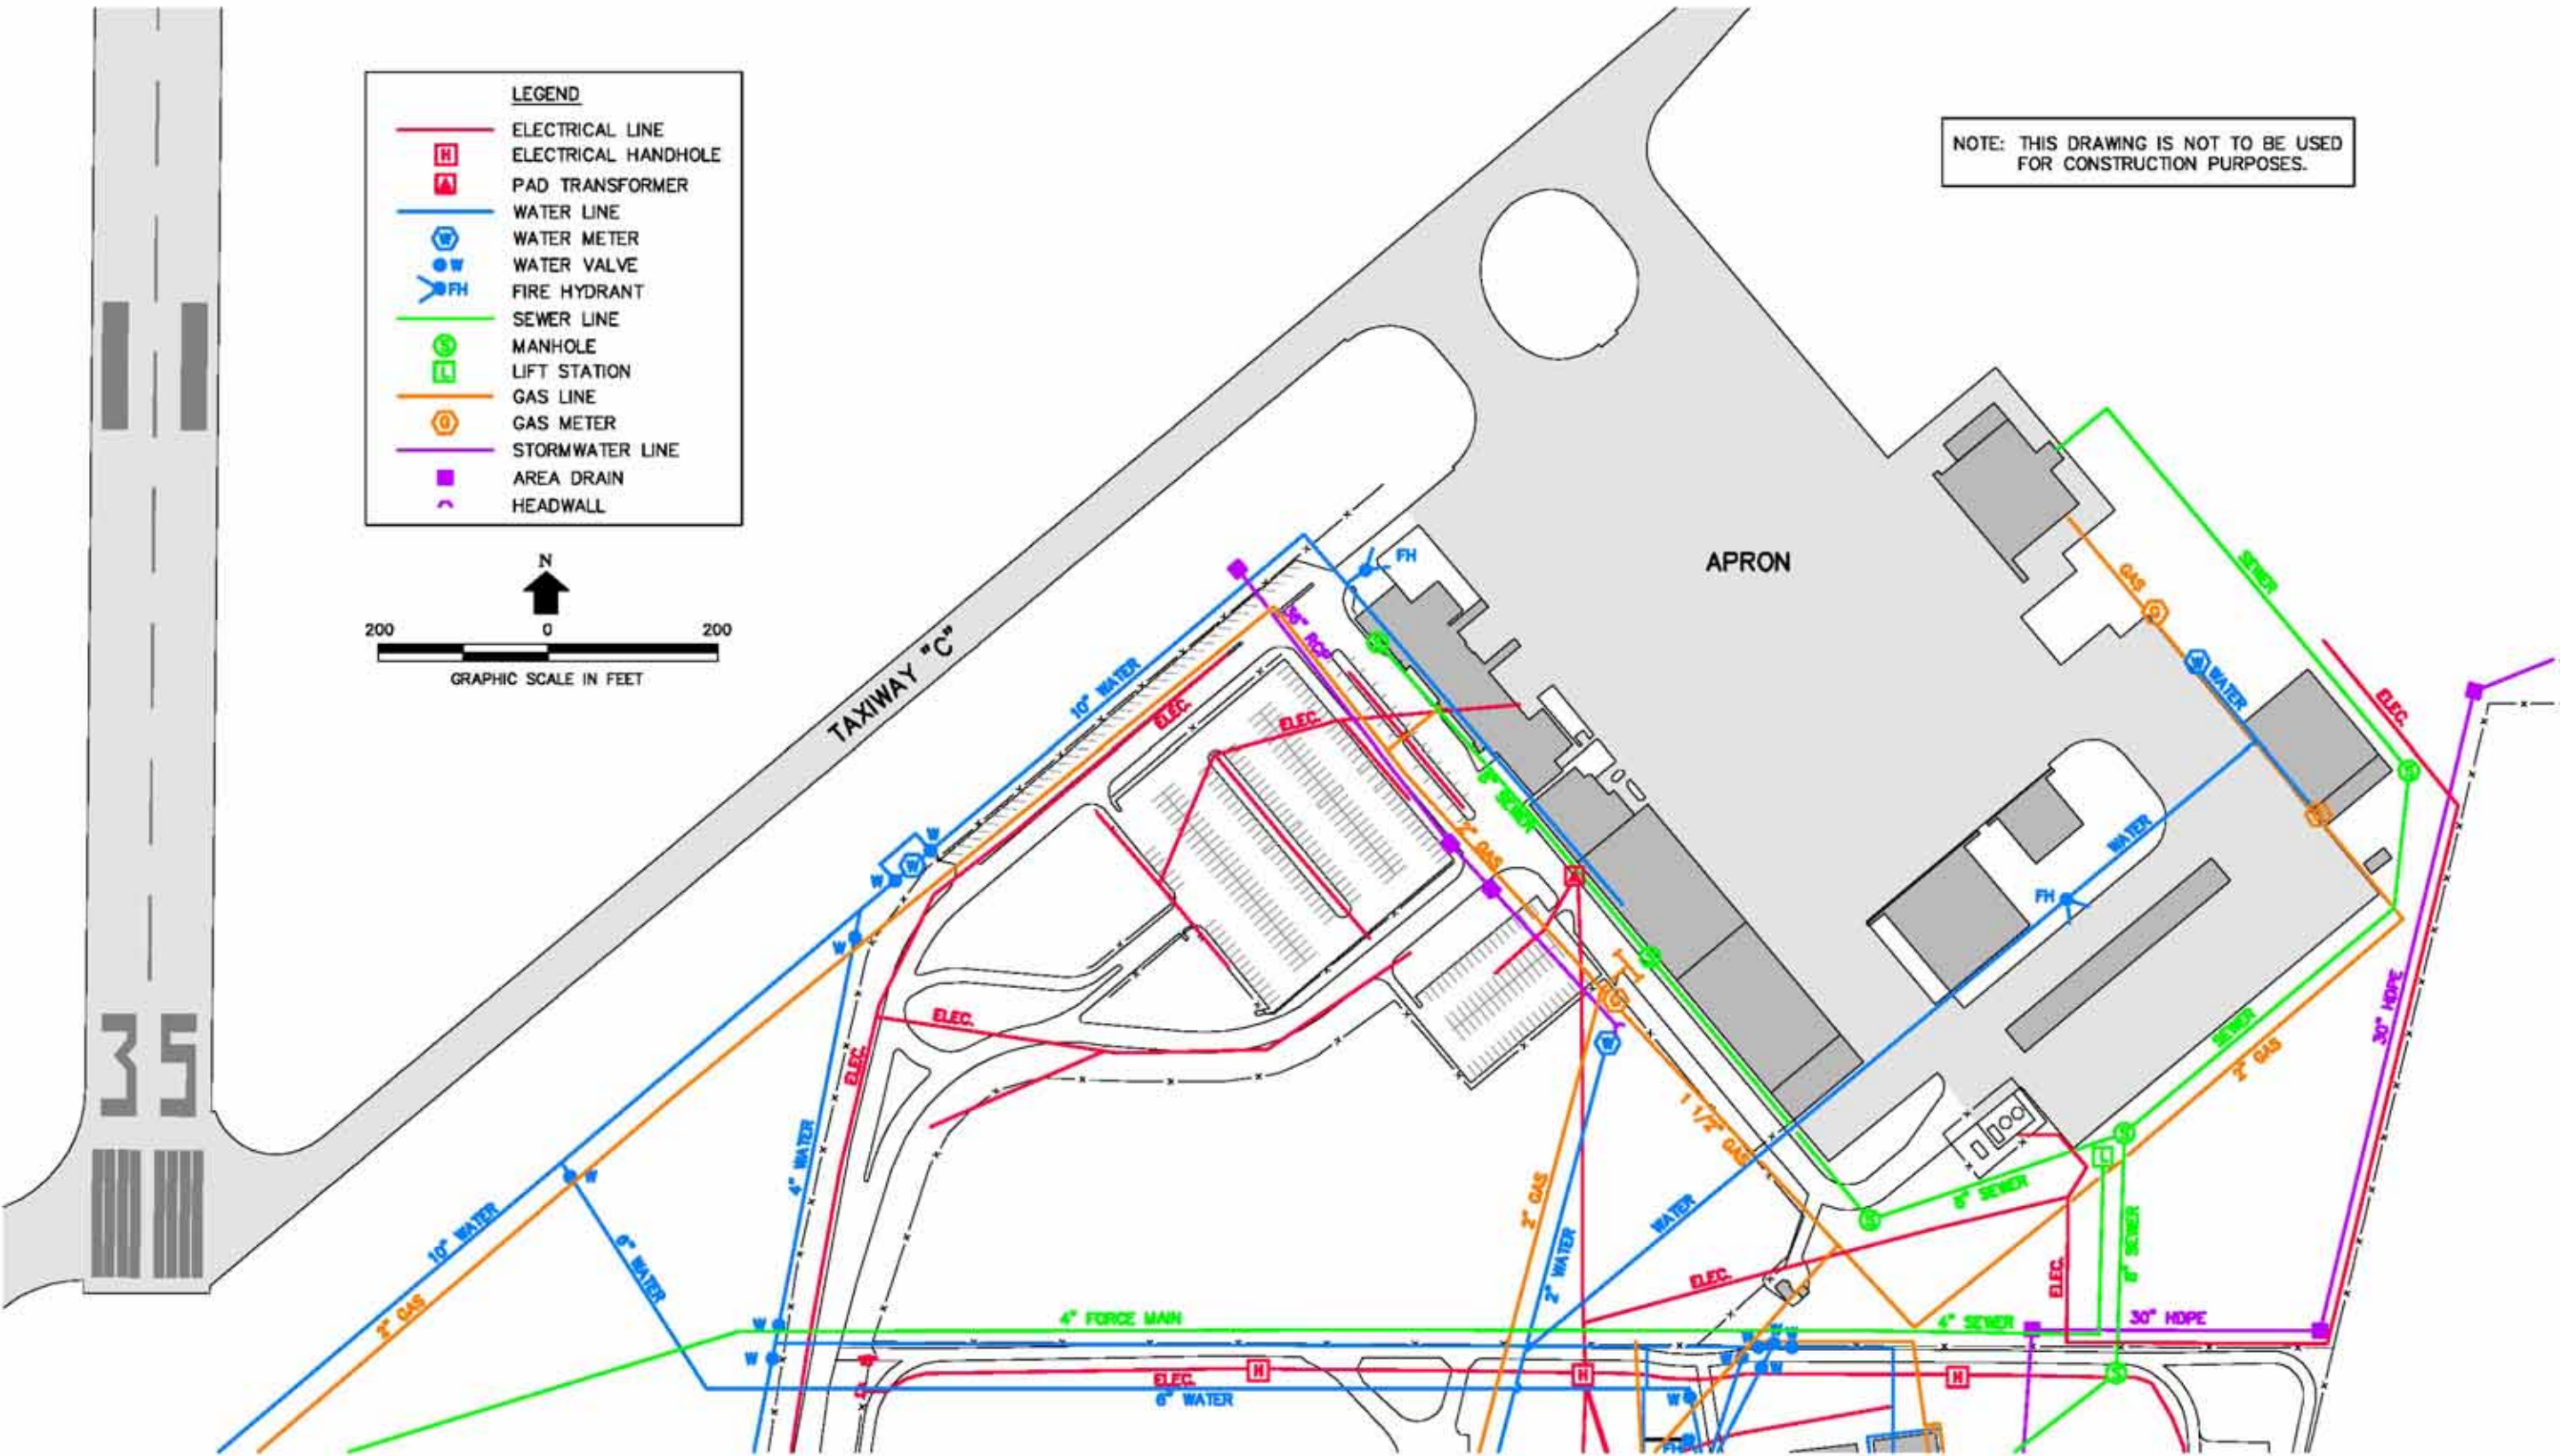 LEGEND
ELECTRICAL LINE
H ELECTRICAL HANDHOLE
PAD TRANSFORMER
WATER LINE
W WATER METER
W WATER VALVE
FH FIRE HYDRANT
SEWER LINE
S MANHOLE
L LIFT STATION
GAS LINE
G GAS METER
STORMWATER LINE
AREA DRAIN
HEADWALL
N
200 0 200
GRAPHIC SCALE IN FEET
NOTE: THIS DRAWING IS NOT TO BE USED
FOR CONSTRUCTION PURPOSES.
APRON
TAXIWAY "C"
35
FH
36" RCP
10" WATER
ELEC.
ELEC.
8" SEWER
2" GAS
GAS
G
W WATER
SEWER
ELEC.
S
WATER
FH
30" HDPE
W
W
W
W
S
S
G
W
ELEC.
ELEC.
4" WATER
1 1/2" GAS
2" GAS
2" WATER
WATER
SEWER
2" GAS
S
L
S
8" SEWER
8" SEWER
ELEC.
ELEC.
W
10" WATER
2" GAS
6" WATER
W
W
4" FORCE MAIN
4" SEWER
30" HDPE
W
W
W
W
W
H
H
H
S
ELEC.
6" WATER
W
FH